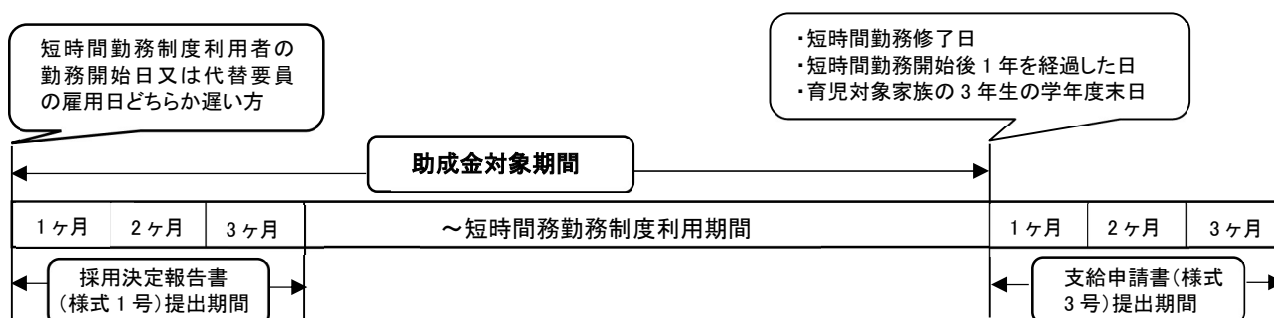 短時間勤務制度利用者の
勤務開始日又は代替要員
の雇用日どちらか遅い方
・短時間勤務修了日
・短時間勤務開始後 1 年を経過した日
・育児対象家族の 3 年生の学年度末日
助成金対象期間
1 ヶ月 2 ヶ月 3 ヶ月 ～短時間務勤務制度利用期間 1 ヶ月 2 ヶ月 3 ヶ月
採用決定報告書
(様式 1 号)提出期間
支給申請書(様式
3 号)提出期間